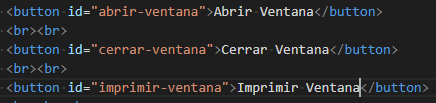 <button id="abrir-ventana">Abrir Ventana</button>
<br><br>
<button id="cerrar-ventana">Cerrar Ventana</button>
<br><br>
<button id="imprimir-ventana">Imprimir Ventana</button>